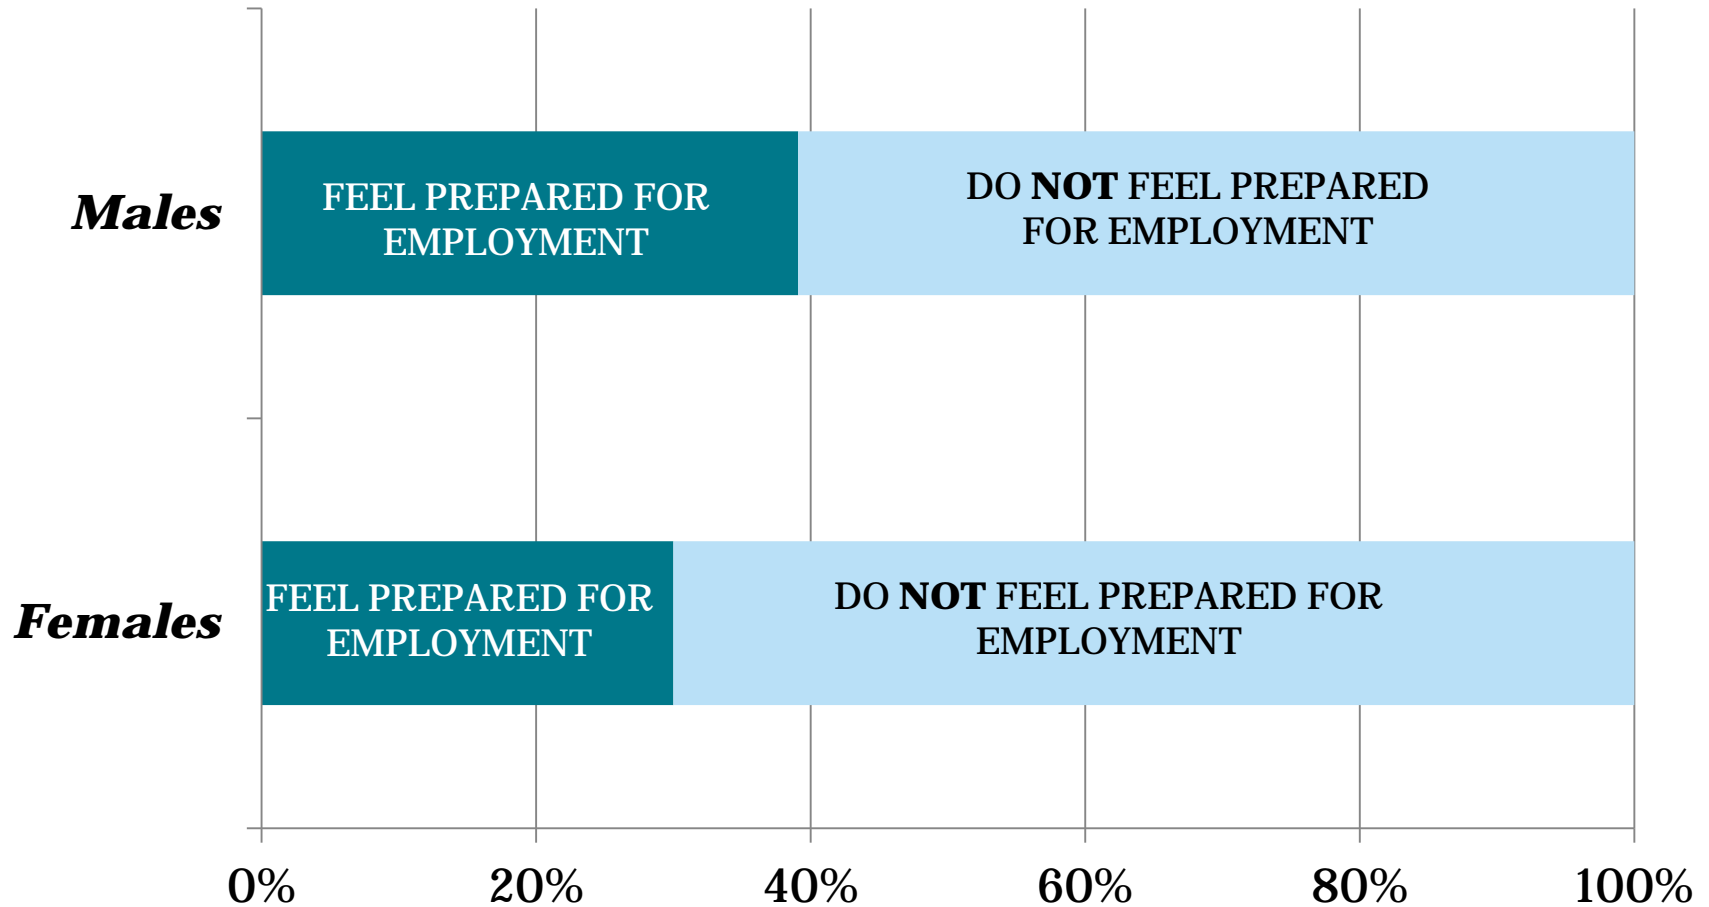 Males
FEEL PREPARED FOR
EMPLOYMENT
DO NOT FEEL PREPARED
FOR EMPLOYMENT
Females
FEEL PREPARED FOR
EMPLOYMENT
DO NOT FEEL PREPARED FOR
EMPLOYMENT
0% 20% 40% 60% 80% 100%